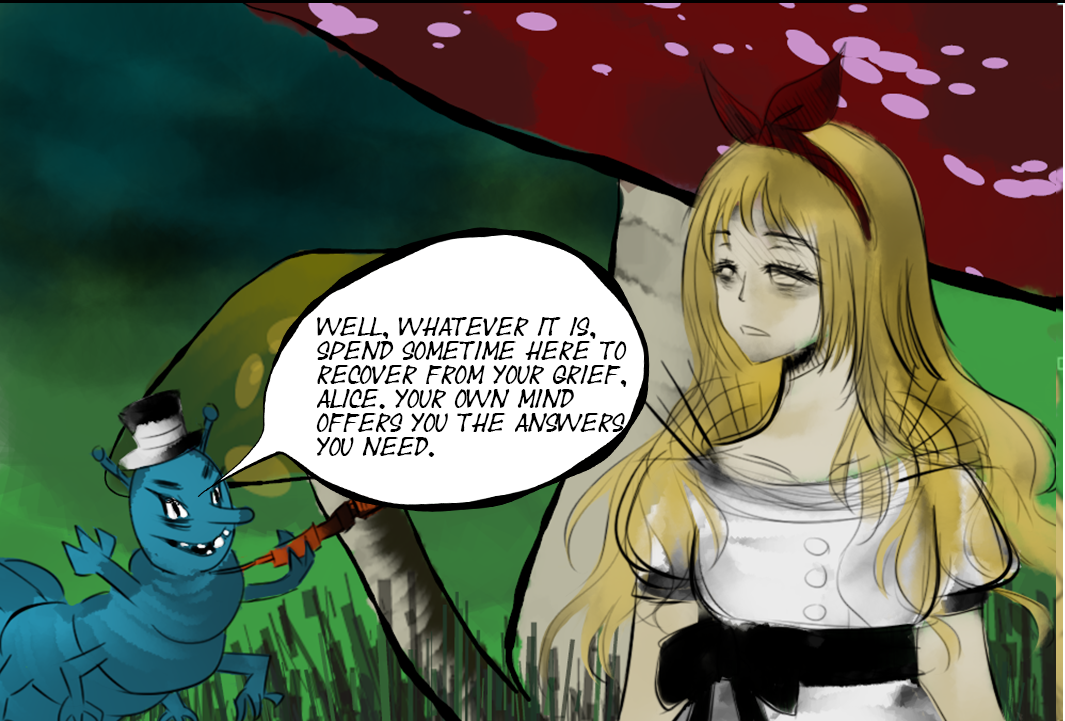 WELL, WHATEVER IT IS,
SPEND SOMETIME HERE TO
RECOVER FROM YOUR GRIEF,
ALICE. YOUR OWN MIND
OFFERS YOU THE ANSWERS
YOU NEED.